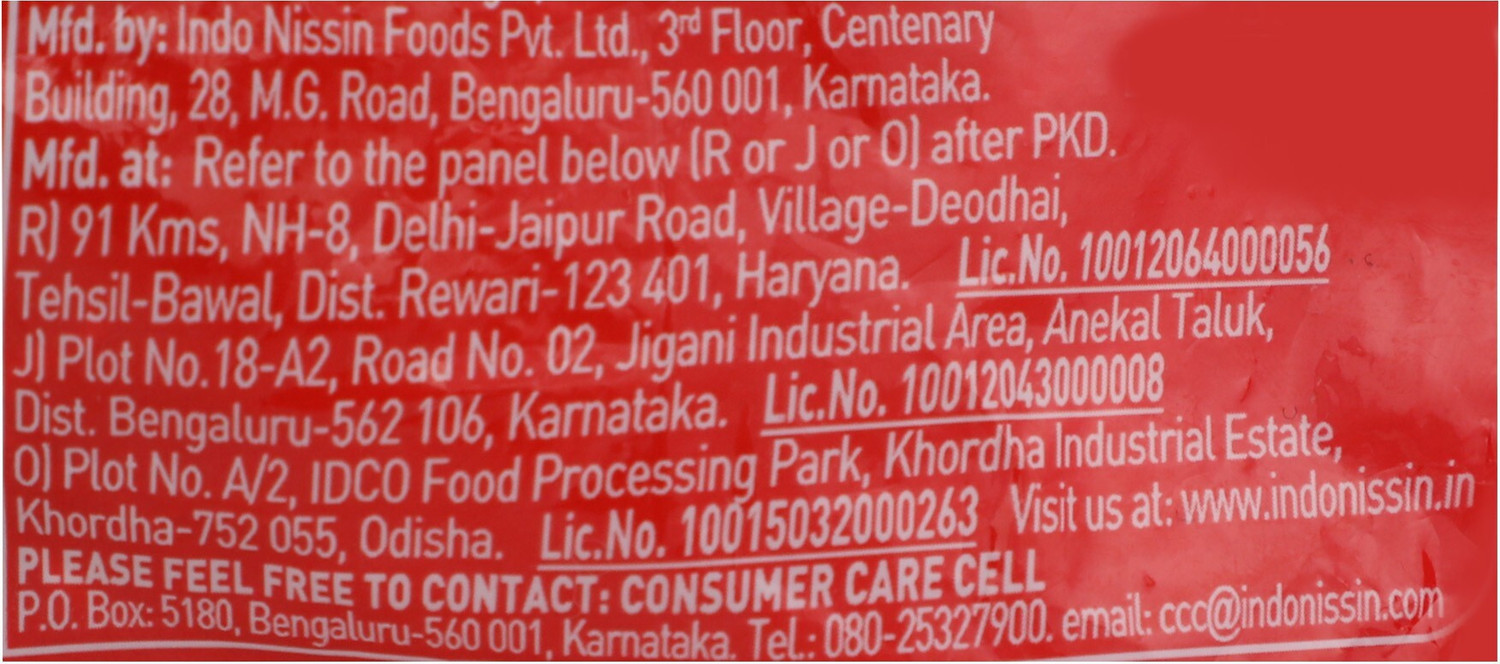 Mfd. by: Indo Nissin Foods Pvt. Ltd., 3rd Floor, Centenary
Building, 28, M.G. Road, Bengaluru-560 001, Karnataka.
Mfd. at: Refer to the panel below (R or J or O) after PKD.
R) 91 Kms, NH-8, Delhi-Jaipur Road, Village-Deodhai,
Tehsil-Bawal, Dist. Rewari-123 401, Haryana. Lic.No. 10012064000056
J) Plot No. 18-A2, Road No. 02, Jigani Industrial Area, Anekal Taluk,
Dist. Bengaluru-562 106, Karnataka. Lic.No. 10012043000008
O) Plot No. A/2, IDCO Food Processing Park, Khordha Industrial Estate,
Khordha-752 055, Odisha. Lic.No. 10015032000263 Visit us at: www.indonissin.in
PLEASE FEEL FREE TO CONTACT: CONSUMER CARE CELL
P.O. Box: 5180, Bengaluru-560 001, Karnataka. Tel.: 080-25327900. email: ccc@indonissin.com